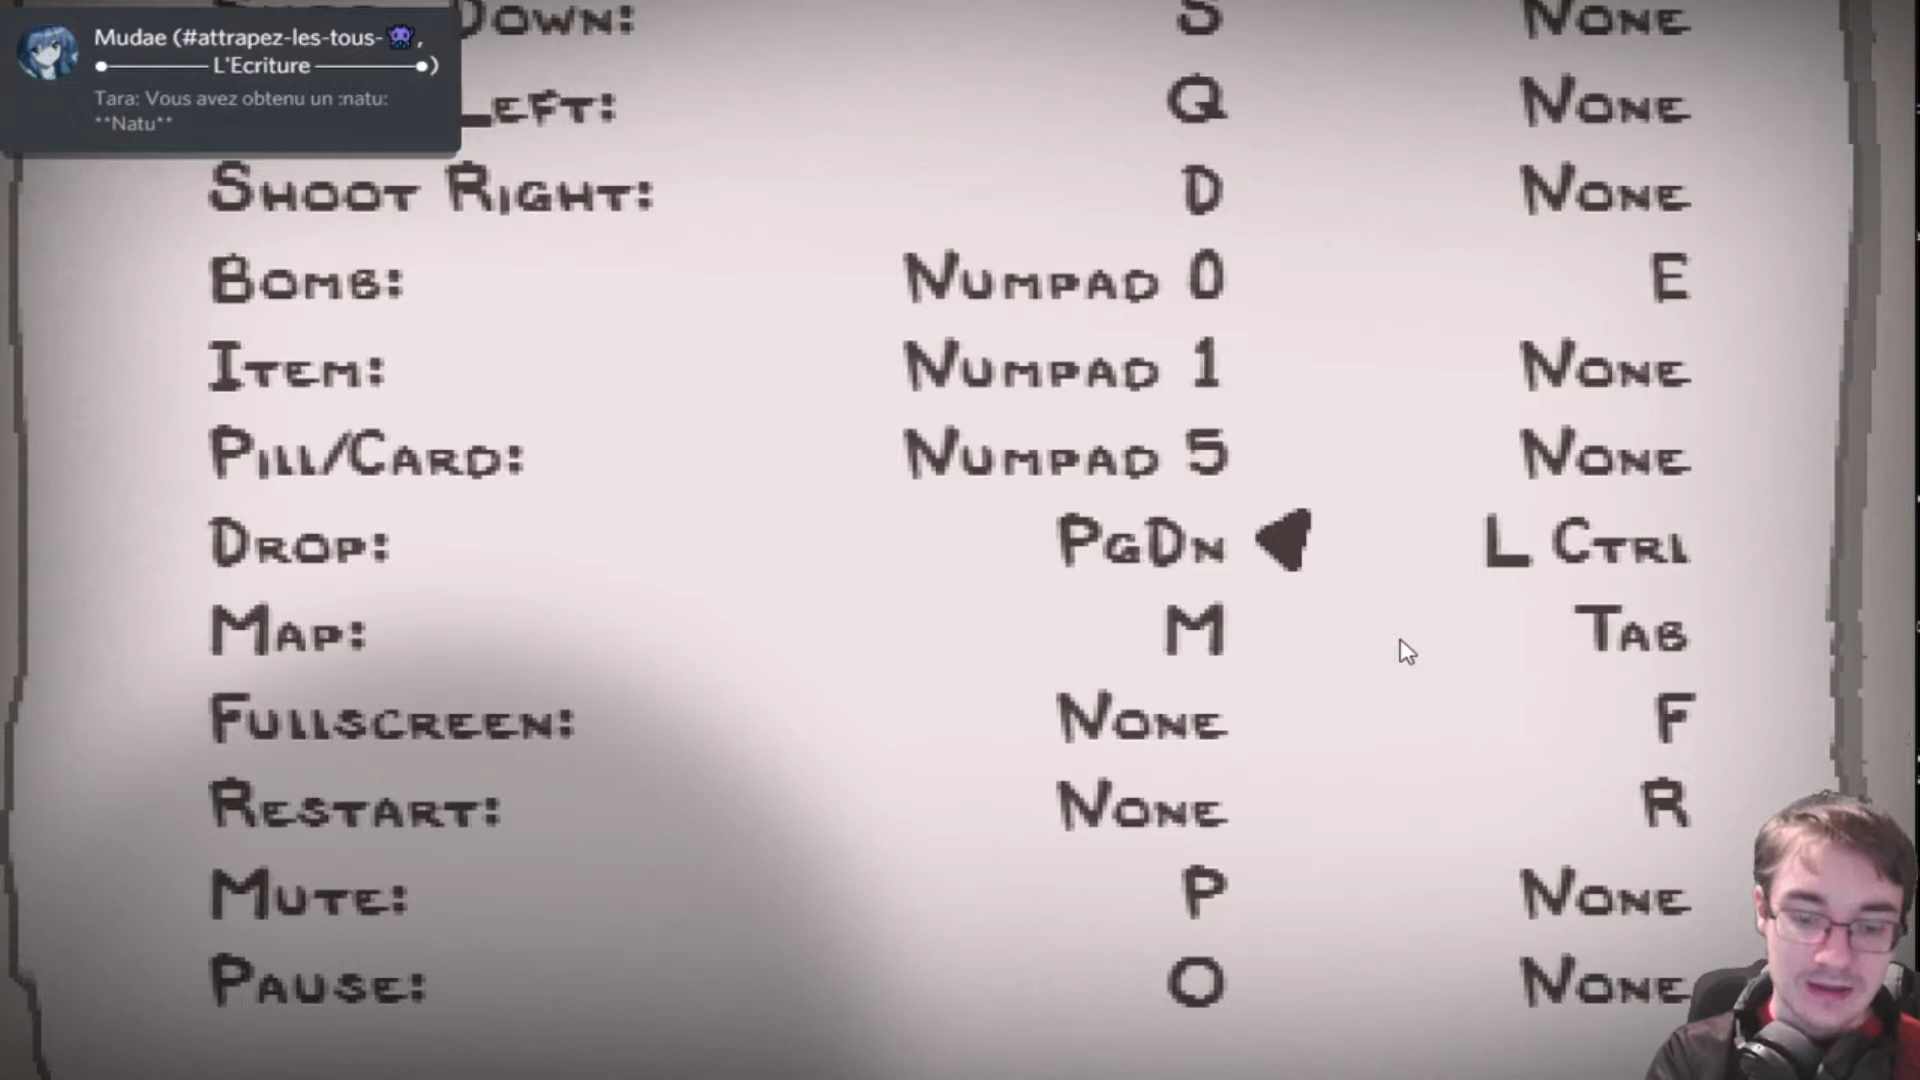 Mudae (#attrapez-les-tous-👾,
L'Ecriture )
Tara: Vous avez obtenu un :natu:
**Natu**
Down: S None
Left: Q None
Shoot Right: D None
Bomb: Numpad 0 E
Item: Numpad 1 None
Pill/Card: Numpad 5 None
Drop: PgDn L Ctrl
Map: M Tab
Fullscreen: None F
Restart: None R
Mute: P None
Pause: O None